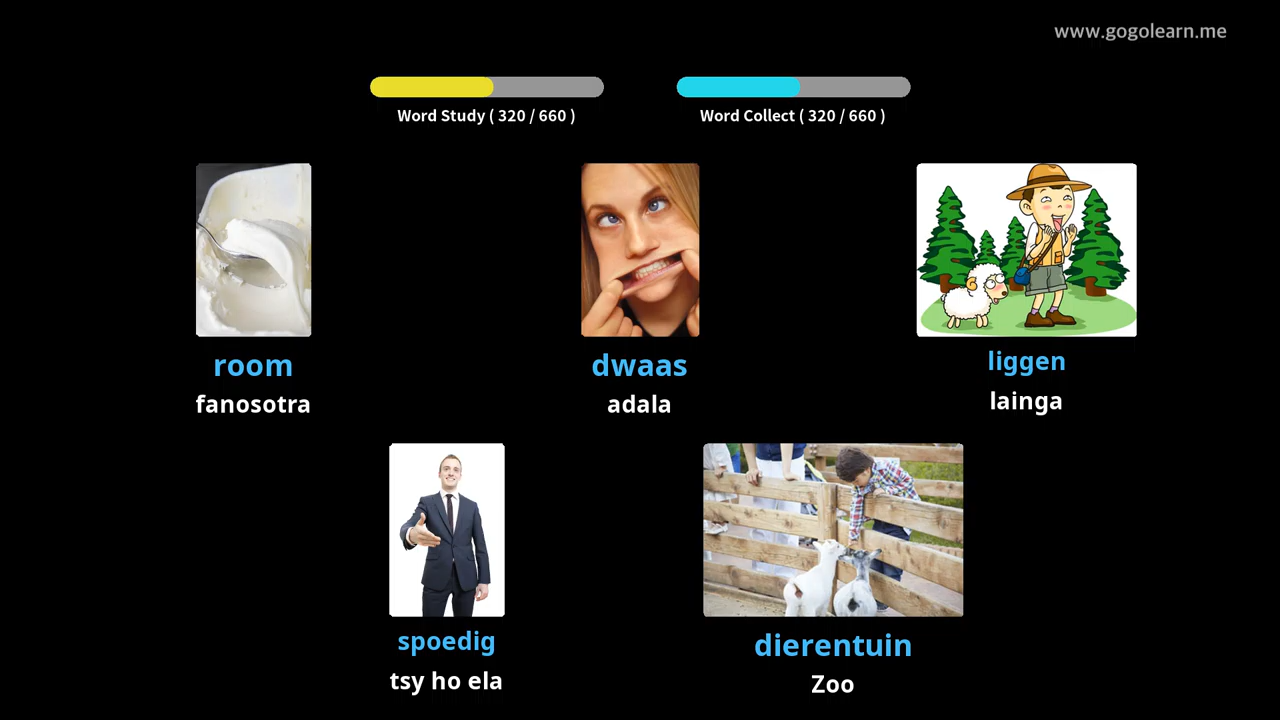 www.gogolearn.me
Word Study ( 320 / 660 )
Word Collect ( 320 / 660 )
room
fanosotra
dwaas
adala
liggen
lainga
spoedig
tsy ho ela
dierentuin
Zoo